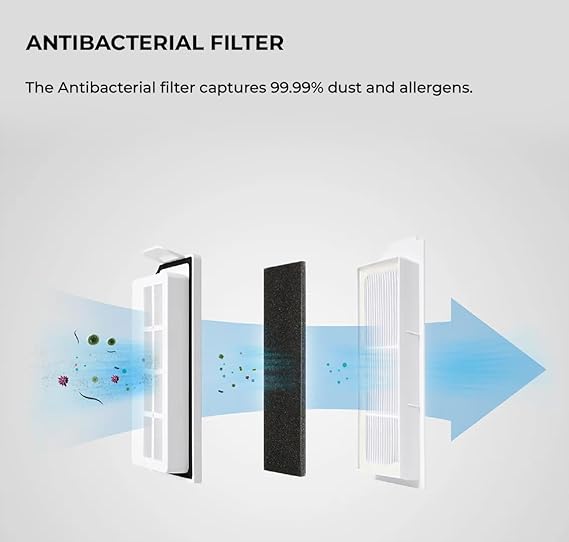 ANTIBACTERIAL FILTER
The Antibacterial filter captures 99.99% dust and allergens.